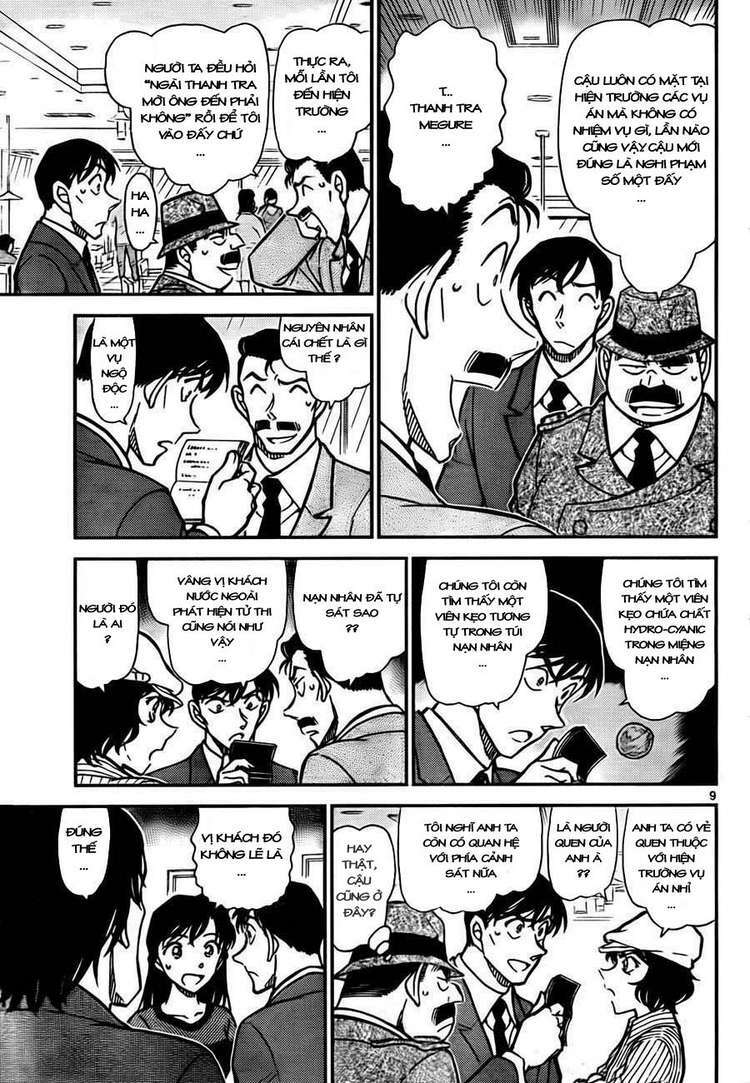 CẬU LUÔN CÓ MẶT TẠI
HIỆN TRƯỜNG CÁC VỤ
ÁN MÀ KHÔNG CÓ
NHIỆM VỤ GÌ, LẦN NÀO
CŨNG VẬY, CẬU MỚI
ĐÚNG LÀ NGHI PHẠM
SỐ MỘT ĐẤY
...
T...
THANH TRA
MEGURE
THỰC RA,
MỖI LẦN TÔI
ĐẾN HIỆN
TRƯỜNG
...
NGƯỜI TA ĐỀU HỎI
"NGÀI THANH TRA
MỚI ÔNG ĐẾN PHẢI
KHÔNG" RỒI ĐỂ TÔI
VÀO ĐẤY CHỨ
...
HA
HA
...
NGUYÊN NHÂN
CÁI CHẾT LÀ GÌ
THẾ ?
LÀ MỘT
VỤ
NGỘ
ĐỘC
...
CHÚNG TÔI TÌM
THẤY MỘT VIÊN
KẸO CHỨA CHẤT
HYDRO-CYANIC
TRONG MIỆNG
NẠN NHÂN
CHÚNG TÔI CÒN
TÌM THẤY MỘT
VIÊN KẸO TƯƠNG
TỰ TRONG TÚI
NẠN NHÂN
...
NẠN NHÂN ĐÃ TỰ
SÁT SAO
??
VÂNG VỊ KHÁCH
NƯỚC NGOÀI
PHÁT HIỆN TỬ THI
CŨNG NÓI NHƯ
VẬY
...
NGƯỜI ĐÓ
LÀ AI
?
9
ANH TA CÓ VẺ
QUEN THUỘC
VỚI HIỆN
TRƯỜNG VỤ
ÁN NHỈ
...
LÀ NGƯỜI
QUEN CỦA
ANH À
??
TÔI NGHĨ ANH TA
CÒN CÓ QUAN HỆ
VỚI PHÍA CẢNH
SÁT NỮA
...
HAY
THẬT,
CẬU
CŨNG Ở
ĐÂY?
VỊ KHÁCH ĐÓ
KHÔNG LẼ LÀ
...
ĐÚNG
THẾ
...